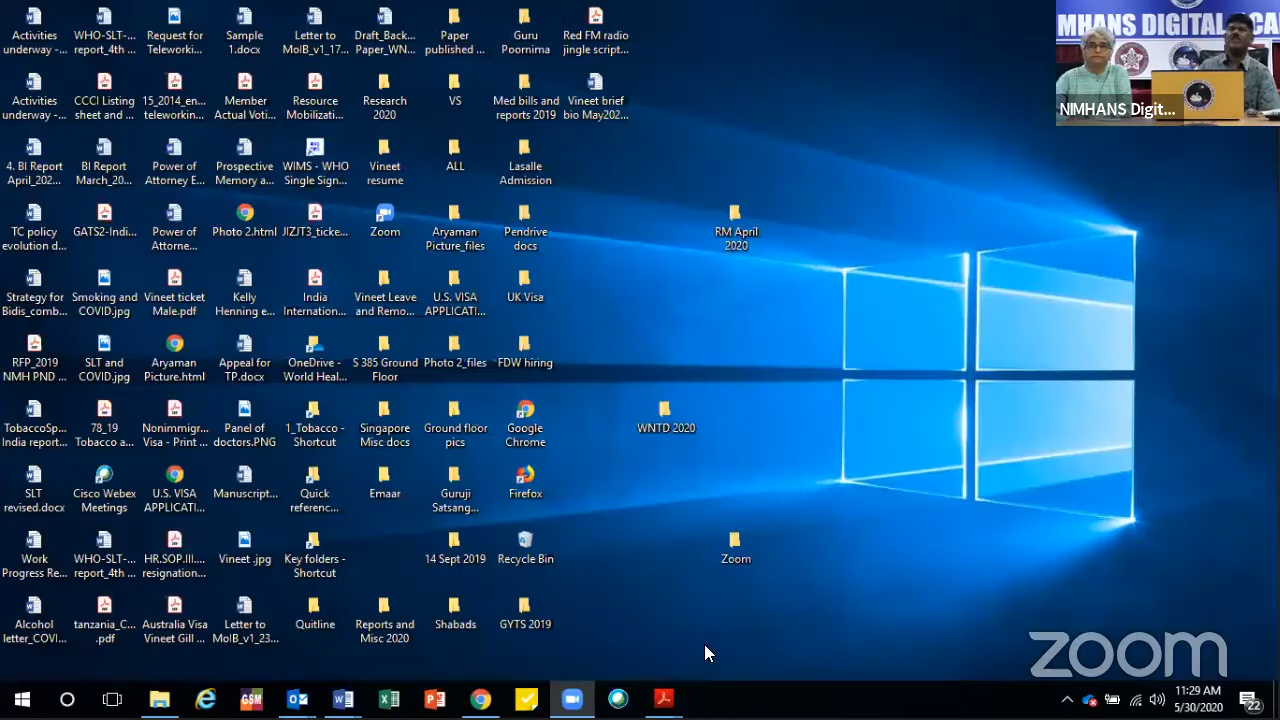 Activities
underway -...
WHO-SLT-...
report_4th ...
Request for
Teleworki...
Sample
1.docx
Letter to
MoIB_v1_17...
Draft_Back...
Paper_WN...
Paper
published ...
Guru
Poornima
Red FM radio
jingle script...
Activities
underway -...
CCCI Listing
sheet and ...
15_2014_en...
teleworkin...
Member
Actual Voti...
Resource
Mobilizati...
Research
2020
VS
Med bills and
reports 2019
Vineet brief
bio May202...
4. BI Report
April_202...
BI Report
March_20...
Power of
Attorney E...
Prospective
Memory a...
WIMS - WHO
Single Sign...
Vineet
resume
ALL
Lasalle
Admission
TC policy
evolution d...
GATS2-Indi...
Power of
Attorne...
Photo 2.html
JIZJT3_ticke...
Zoom
Aryaman
Picture_files
Pendrive
docs
RM April
2020
Strategy for
Bidis_comb...
Smoking and
COVID.jpg
Vineet ticket
Male.pdf
Kelly
Henning e...
India
Internation...
Vineet Leave
and Remo...
U.S. VISA
APPLICATI...
UK Visa
RFP_2019
NMH PND ...
SLT and
COVID.jpg
Aryaman
Picture.html
Appeal for
TP.docx
OneDrive -
World Heal...
S 385 Ground
Floor
Photo 2_files
FDW hiring
TobaccoSp...
India report...
78_19
Tobacco a...
Nonimmigr...
Visa - Print ...
Panel of
doctors.PNG
1_Tobacco -
Shortcut
Singapore
Misc docs
Ground floor
pics
Google
Chrome
WNTD 2020
SLT
revised.docx
Cisco Webex
Meetings
U.S. VISA
APPLICATI...
Manuscript...
Quick
referenc...
Emaar
Guruji
Satsang...
Firefox
Work
Progress Re...
WHO-SLT-...
report_4th ...
HR.SOP.III....
resignation...
Vineet .jpg
Key folders -
Shortcut
14 Sept 2019
Recycle Bin
Zoom
Alcohol
letter_COVI...
tanzania_C...
.pdf
Australia Visa
Vineet Gill ...
Letter to
MoIB_v1_23...
Quitline
Reports and
Misc 2020
Shabads
GYTS 2019
MHANS DIGITAL ACA
NIMHANS Digit...
zoom
GSM
11:29 AM
5/30/2020
22